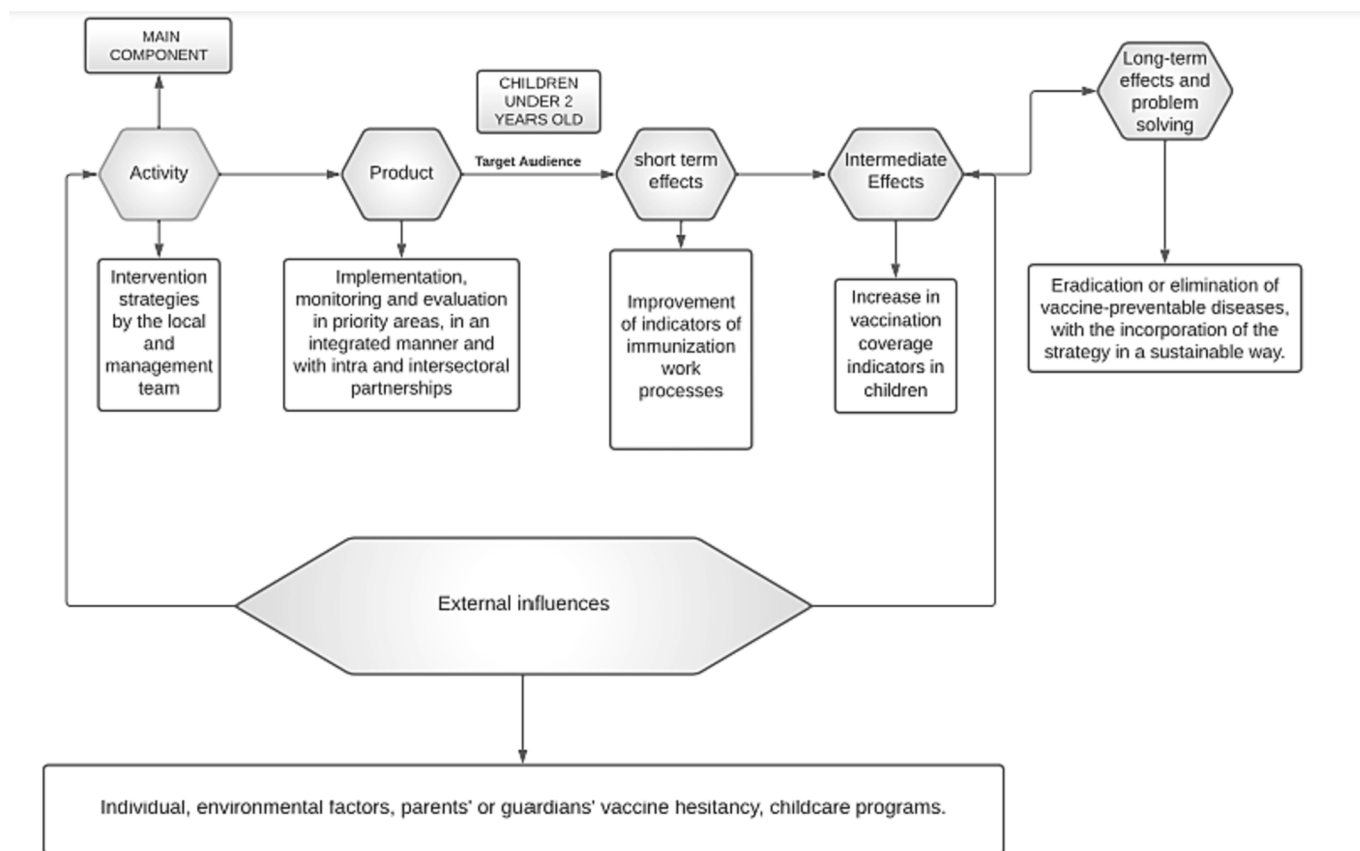 MAIN
COMPONENT
CHILDREN
UNDER 2
YEARS OLD
Long-term
effects and
problem
solving
Activity
Product
Target Audience
short term
effects
Intermediate
Effects
Intervention
strategies
by the local
and
management
team
Implementation,
monitoring and evaluation
in priority areas, in an
integrated manner and
with intra and intersectoral
partnerships
Improvement
of indicators of
immunization
work
processes
Increase in
vaccination
coverage
indicators in
children
Eradication or elimination of
vaccine-preventable diseases,
with the incorporation of the
strategy in a sustainable way.
External influences
Individual, environmental factors, parents' or guardians' vaccine hesitancy, childcare programs.